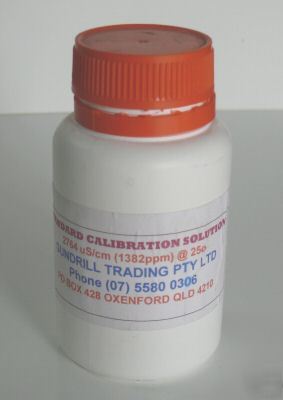 STANDARD CALIBRATION SOLUTION
2764 uS/cm (1382ppm) @ 25o
SUNDRILL TRADING PTY LTD
Phone (07) 5580 0306
PO BOX 428 OXENFORD QLD 4210